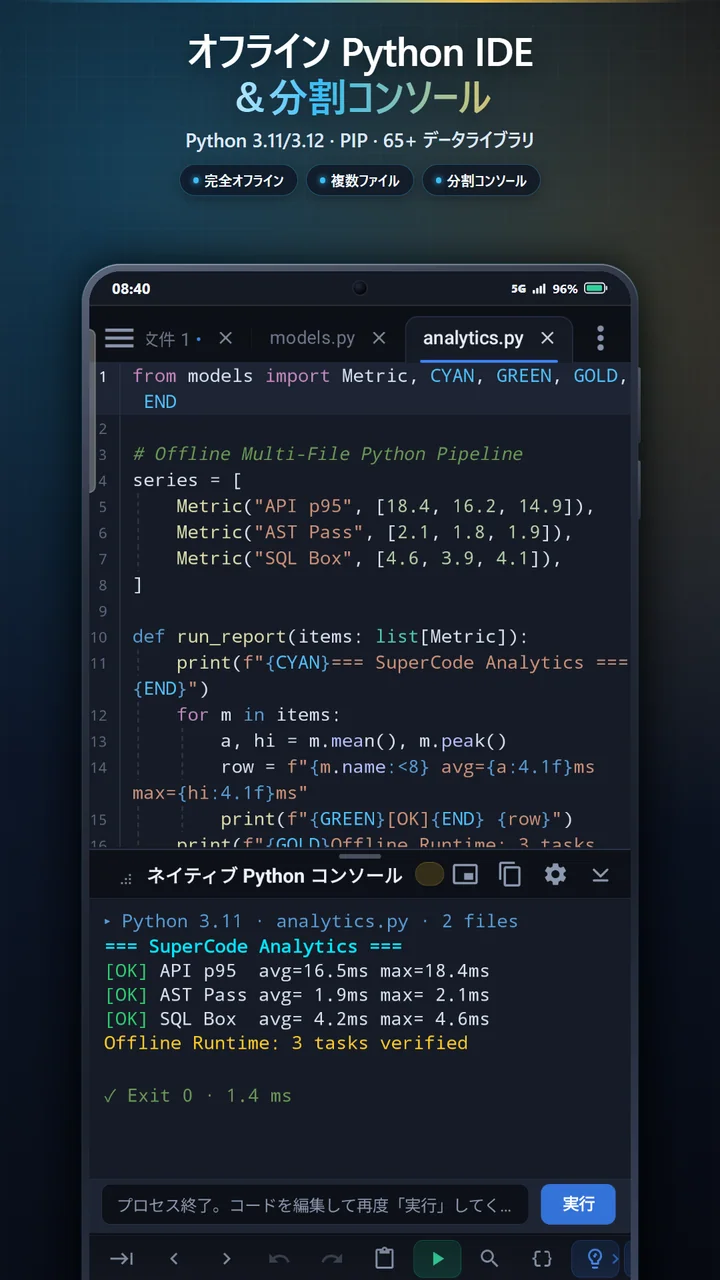 オフライン Python IDE
& 分割コンソール
Python 3.11/3.12 · PIP · 65+ データライブラリ
• 完全オフライン • 複数ファイル • 分割コンソール
08:40 5G 96%
文件 1 • × models.py × analytics.py ×
1 from models import Metric, CYAN, GREEN, GOLD,
END
2
3 # Offline Multi-File Python Pipeline
4 series = [
5 Metric("API p95", [18.4, 16.2, 14.9]),
6 Metric("AST Pass", [2.1, 1.8, 1.9]),
7 Metric("SQL Box", [4.6, 3.9, 4.1]),
8 ]
9
10 def run_report(items: list[Metric]):
11 print(f"{CYAN}=== SuperCode Analytics ===
{END}")
12 for m in items:
13 a, hi = m.mean(), m.peak()
14 row = f"{m.name:<8} avg={a:4.1f}ms
max={hi:4.1f}ms"
15 print(f"{GREEN}[OK]{END} {row}")
16 print(f"{GOLD}Offline Runtime: 3 tasks
ネイティブ Python コンソール
▸ Python 3.11 · analytics.py · 2 files
=== SuperCode Analytics ===
[OK] API p95 avg=16.5ms max=18.4ms
[OK] AST Pass avg= 1.9ms max= 2.1ms
[OK] SQL Box avg= 4.2ms max= 4.6ms
Offline Runtime: 3 tasks verified
✓ Exit 0 · 1.4 ms
プロセス終了。コードを編集して再度「実行」してく... 実行